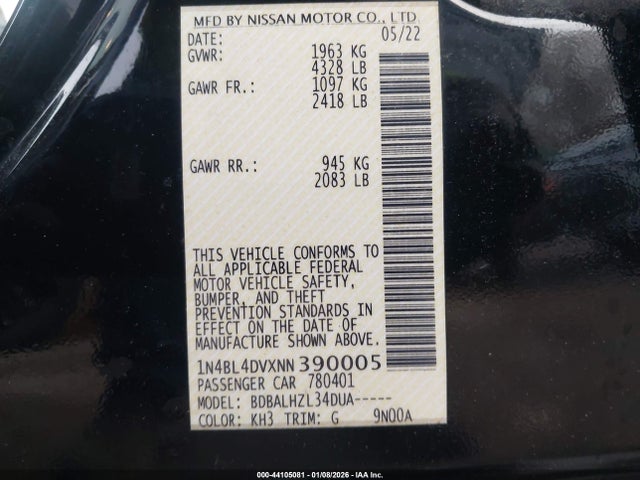 MFD BY NISSAN MOTOR CO., LTD
DATE: 05/22
GVWR: 1963 KG
4328 LB
GAWR FR.: 1097 KG
2418 LB
GAWR RR.: 945 KG
2083 LB
THIS VEHICLE CONFORMS TO
ALL APPLICABLE FEDERAL
MOTOR VEHICLE SAFETY,
BUMPER, AND THEFT
PREVENTION STANDARDS IN
EFFECT ON THE DATE OF
MANUFACTURE SHOWN ABOVE.
1N4BL4DVXNN390005
PASSENGER CAR 780401
MODEL: BDBALHZL34DUA-----
COLOR: KH3 TRIM: G 9N00A
000-44105081 - 01/08/2026 - IAA Inc.